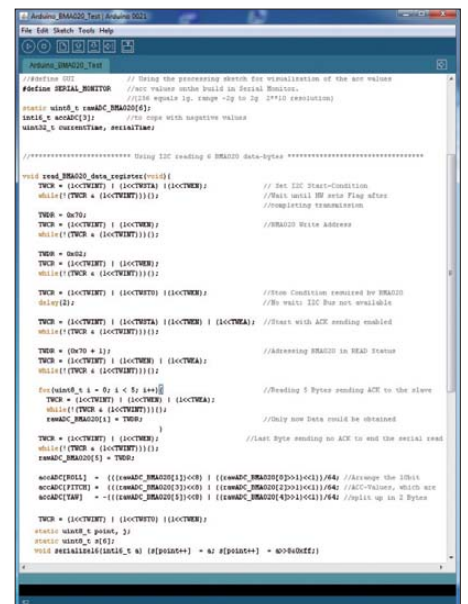 Arduino_BMA020_Test | Arduino 0021
File Edit Sketch Tools Help
Arduino_BMA020_Test
//#define GUI // Using the processing sketch for visualization of the acc values
#define SERIAL_MONITOR //acc values onthe build in Serial Monitor.
//(256 equals 1g, range -2g to 2g 2**10 resolution)
static uint8_t rawADC_BMA020[6];
int16_t accADC[3]; //to cope with negative values
uint32_t currentTime, serialTime;
//************************* Using I2C reading 6 BMA020 data-bytes **********************************
void read_BMA020_data_register(void){
TWCR = (1<<TWINT) | (1<<TWSTA) |(1<<TWEN); // Set I2C Start-Condition
while(!(TWCR & (1<<TWINT))){}; //Wait until HW sets Flag after
//completing transmission
TWDR = 0x70;
TWCR = (1<<TWINT) | (1<<TWEN); //BMA020 Write Address
while(!(TWCR & (1<<TWINT))){};
TWDR = 0x02;
TWCR = (1<<TWINT) | (1<<TWEN);
while(!(TWCR & (1<<TWINT))){};
TWCR = (1<<TWINT) | (1<<TWSTO) | (1<<TWEN); //Stop Condition required by BMA020
delay(2); //No wait: I2C Bus not available
TWCR = (1<<TWINT) | (1<<TWSTA) | (1<<TWEN) | (1<<TWEA); //Start with ACK sending enabled
while(!(TWCR & (1<<TWINT))){};
TWDR = (0x70 + 1); //Adressing BMA020 in READ Status
TWCR = (1<<TWINT) | (1<<TWEN) | (1<<TWEA);
while(!(TWCR & (1<<TWINT))){};
for(uint8_t i = 0; i < 5; i++){ //Reading 5 Bytes sending ACK to the slave
TWCR = (1<<TWINT) | (1<<TWEN) | (1<<TWEA);
while(!(TWCR & (1<<TWINT))){};
rawADC_BMA020[i] = TWDR; //Only now Data could be obtained
}
TWCR = (1<<TWINT) | (1<<TWEN); //Last Byte sending no ACK to end the serial read
while(!(TWCR & (1<<TWINT))){};
rawADC_BMA020[5] = TWDR;
accADC[ROLL] = (((rawADC_BMA020[1])<<8) | ((rawADC_BMA020[0]>>1)<<1))/64; //Arrange the 10bit
accADC[PITCH] = (((rawADC_BMA020[3])<<8) | ((rawADC_BMA020[2]>>1)<<1))/64; //ACC-Values, which are
accADC[YAW] = -(((rawADC_BMA020[5])<<8) | ((rawADC_BMA020[4]>>1)<<1))/64; //split up in 2 Bytes
TWCR = (1<<TWINT) | (1<<TWSTO) | (1<<TWEN);
static uint8_t point, j;
static uint8_t s[6];
void serialize16(int16_t a) {s[point++] = a; s[point++] = a>>8&0xff;}